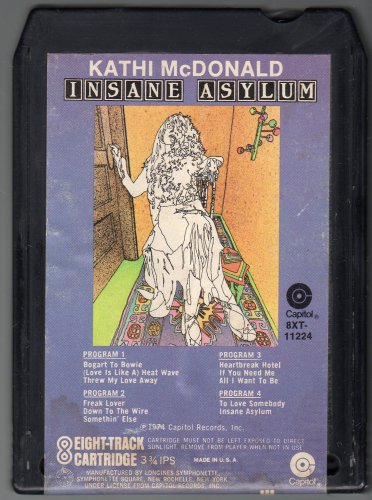 KATHI McDONALD
INSANE ASYLUM
Capitol®
8XT-
11224
PROGRAM 1
Bogart To Bowie
(Love Is Like A) Heat Wave
Threw My Love Away
PROGRAM 2
Freak Lover
Down To The Wire
Somethin' Else
PROGRAM 3
Heartbreak Hotel
If You Need Me
All I Want To Be
PROGRAM 4
To Love Somebody
Insane Asylum
℗ 1974 Capitol Records, Inc.
8 EIGHT-TRACK CARTRIDGE MUST NOT BE LEFT EXPOSED TO DIRECT
SUNLIGHT. REMOVE FROM PLAYER WHEN NOT IN USE
CARTRIDGE 3¾ IPS MADE IN U.S.A.
MANUFACTURED BY LONGINES SYMPHONETTE,
SYMPHONETTE SQUARE, NEW ROCHELLE, NEW YORK
UNDER LICENSE FROM CAPITOL RECORDS, INC.
Capitol